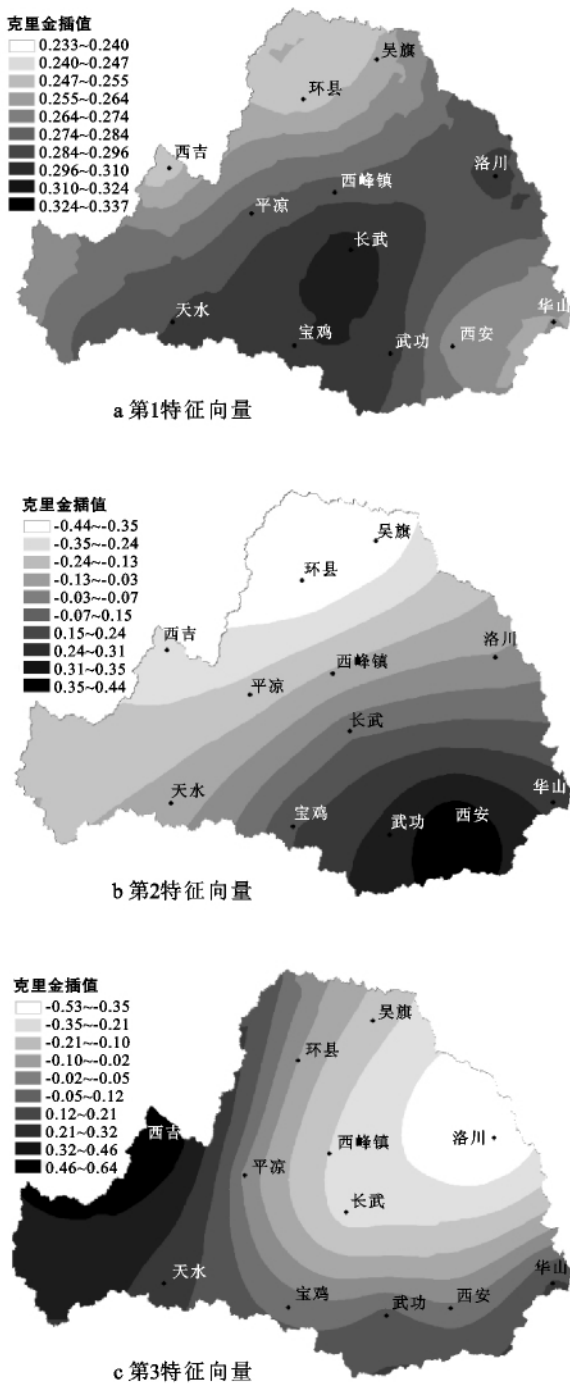 克里金插值
0.233~0.240
0.240~0.247
0.247~0.255
0.255~0.264
0.264~0.274
0.274~0.284
0.284~0.296
0.296~0.310
0.310~0.324
0.324~0.337
吴旗
环县
西吉
洛川
西峰镇
平凉
长武
天水
华山
宝鸡
武功
西安
a 第1特征向量
克里金插值
-0.44~-0.35
-0.35~-0.24
-0.24~-0.13
-0.13~-0.03
-0.03~-0.07
-0.07~0.15
0.15~0.24
0.24~0.31
0.31~0.35
0.35~0.44
吴旗
环县
西吉
洛川
西峰镇
平凉
长武
天水
华山
宝鸡
武功
西安
b 第2特征向量
克里金插值
-0.53~-0.35
-0.35~-0.21
-0.21~-0.10
-0.10~-0.02
-0.02~-0.05
-0.05~0.12
0.12~0.21
0.21~0.32
0.32~0.46
0.46~0.64
吴旗
环县
西吉
洛川
西峰镇
平凉
长武
天水
华山
宝鸡
武功
西安
c 第3特征向量